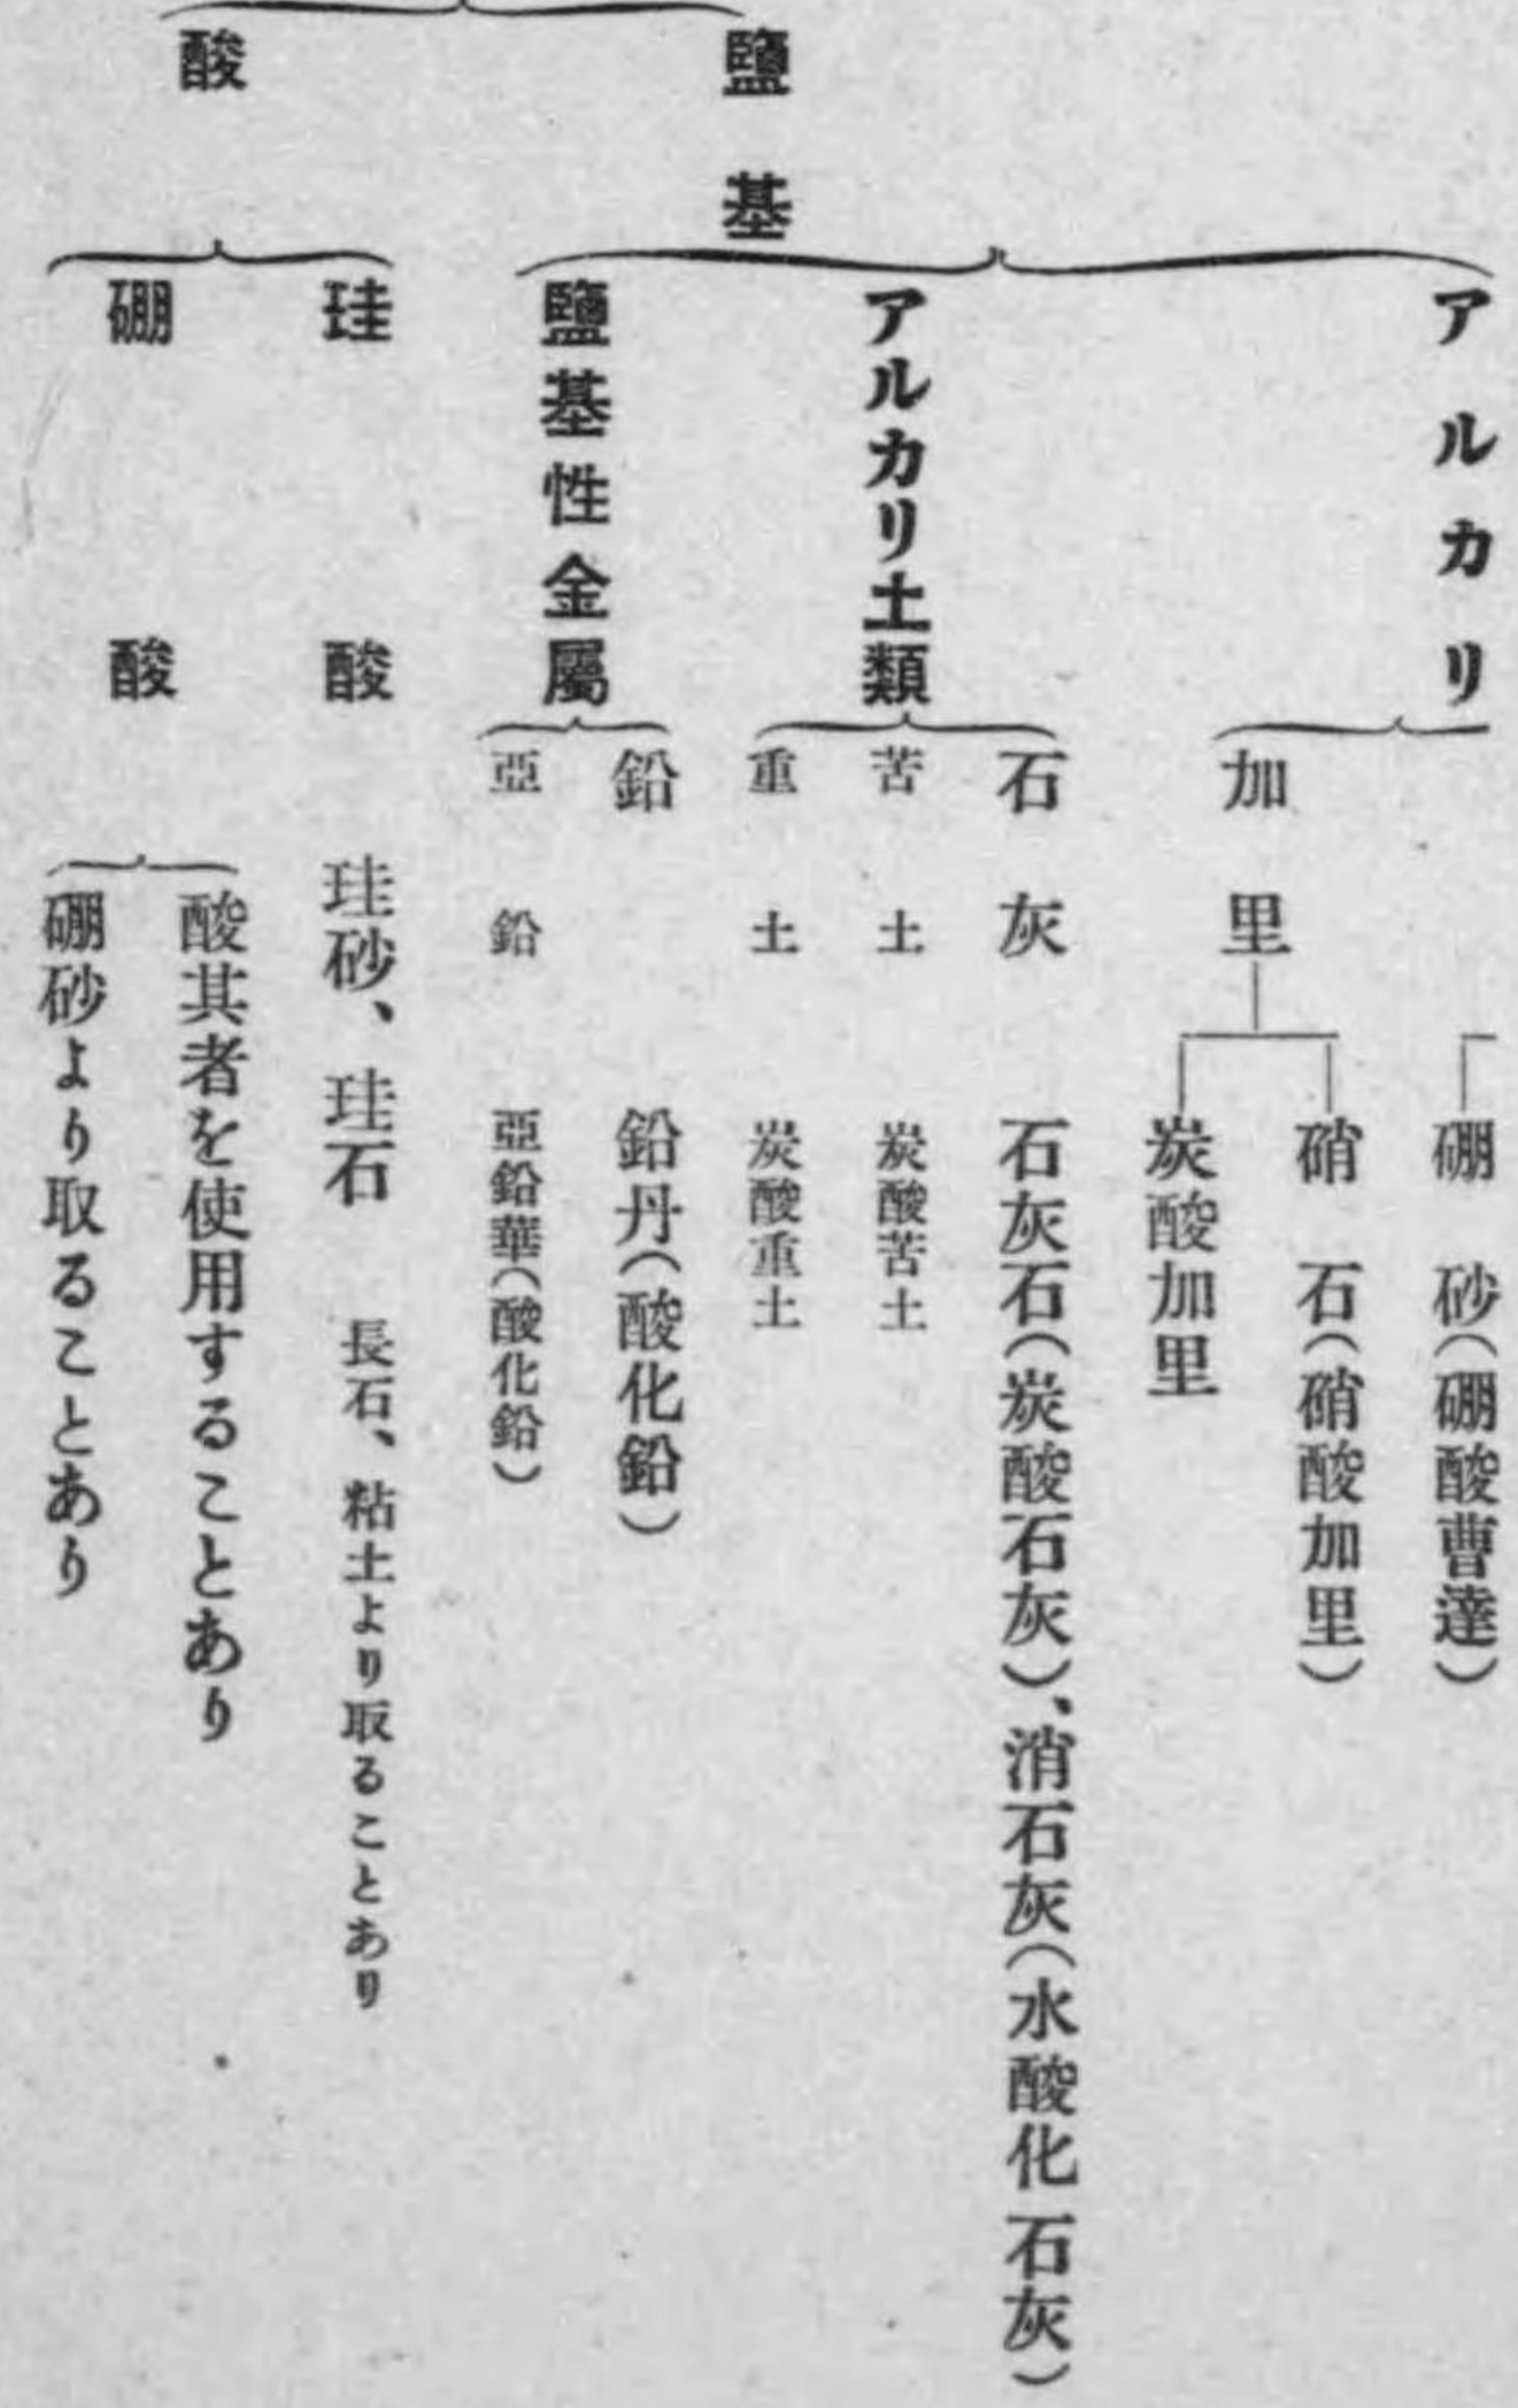 鹽基
アルカリ
硼砂(硼酸曹達)
加里
硝石(硝酸加里)
炭酸加里
アルカリ土類
石灰
石灰石(炭酸石灰)、消石灰(水酸化石灰)
苦土
炭酸苦土
重土
炭酸重土
鹽基性金屬
鉛
鉛丹(酸化鉛)
亞鉛
亞鉛華(酸化鉛)
酸
珪酸
珪砂、珪石 長石、粘土より取ることあり
硼酸
酸其者を使用することあり
硼砂より取ることあり